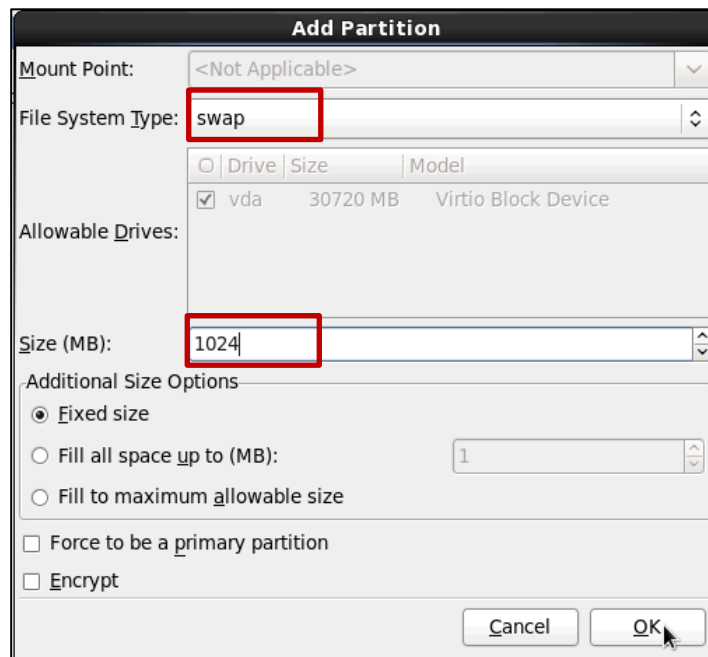 Add Partition
Mount Point: <Not Applicable>
File System Type: swap
Drive Size Model
vda 30720 MB Virtio Block Device
Allowable Drives:
Size (MB): 1024
Additional Size Options
Fixed size
Fill all space up to (MB): 1
Fill to maximum allowable size
Force to be a primary partition
Encrypt
Cancel OK